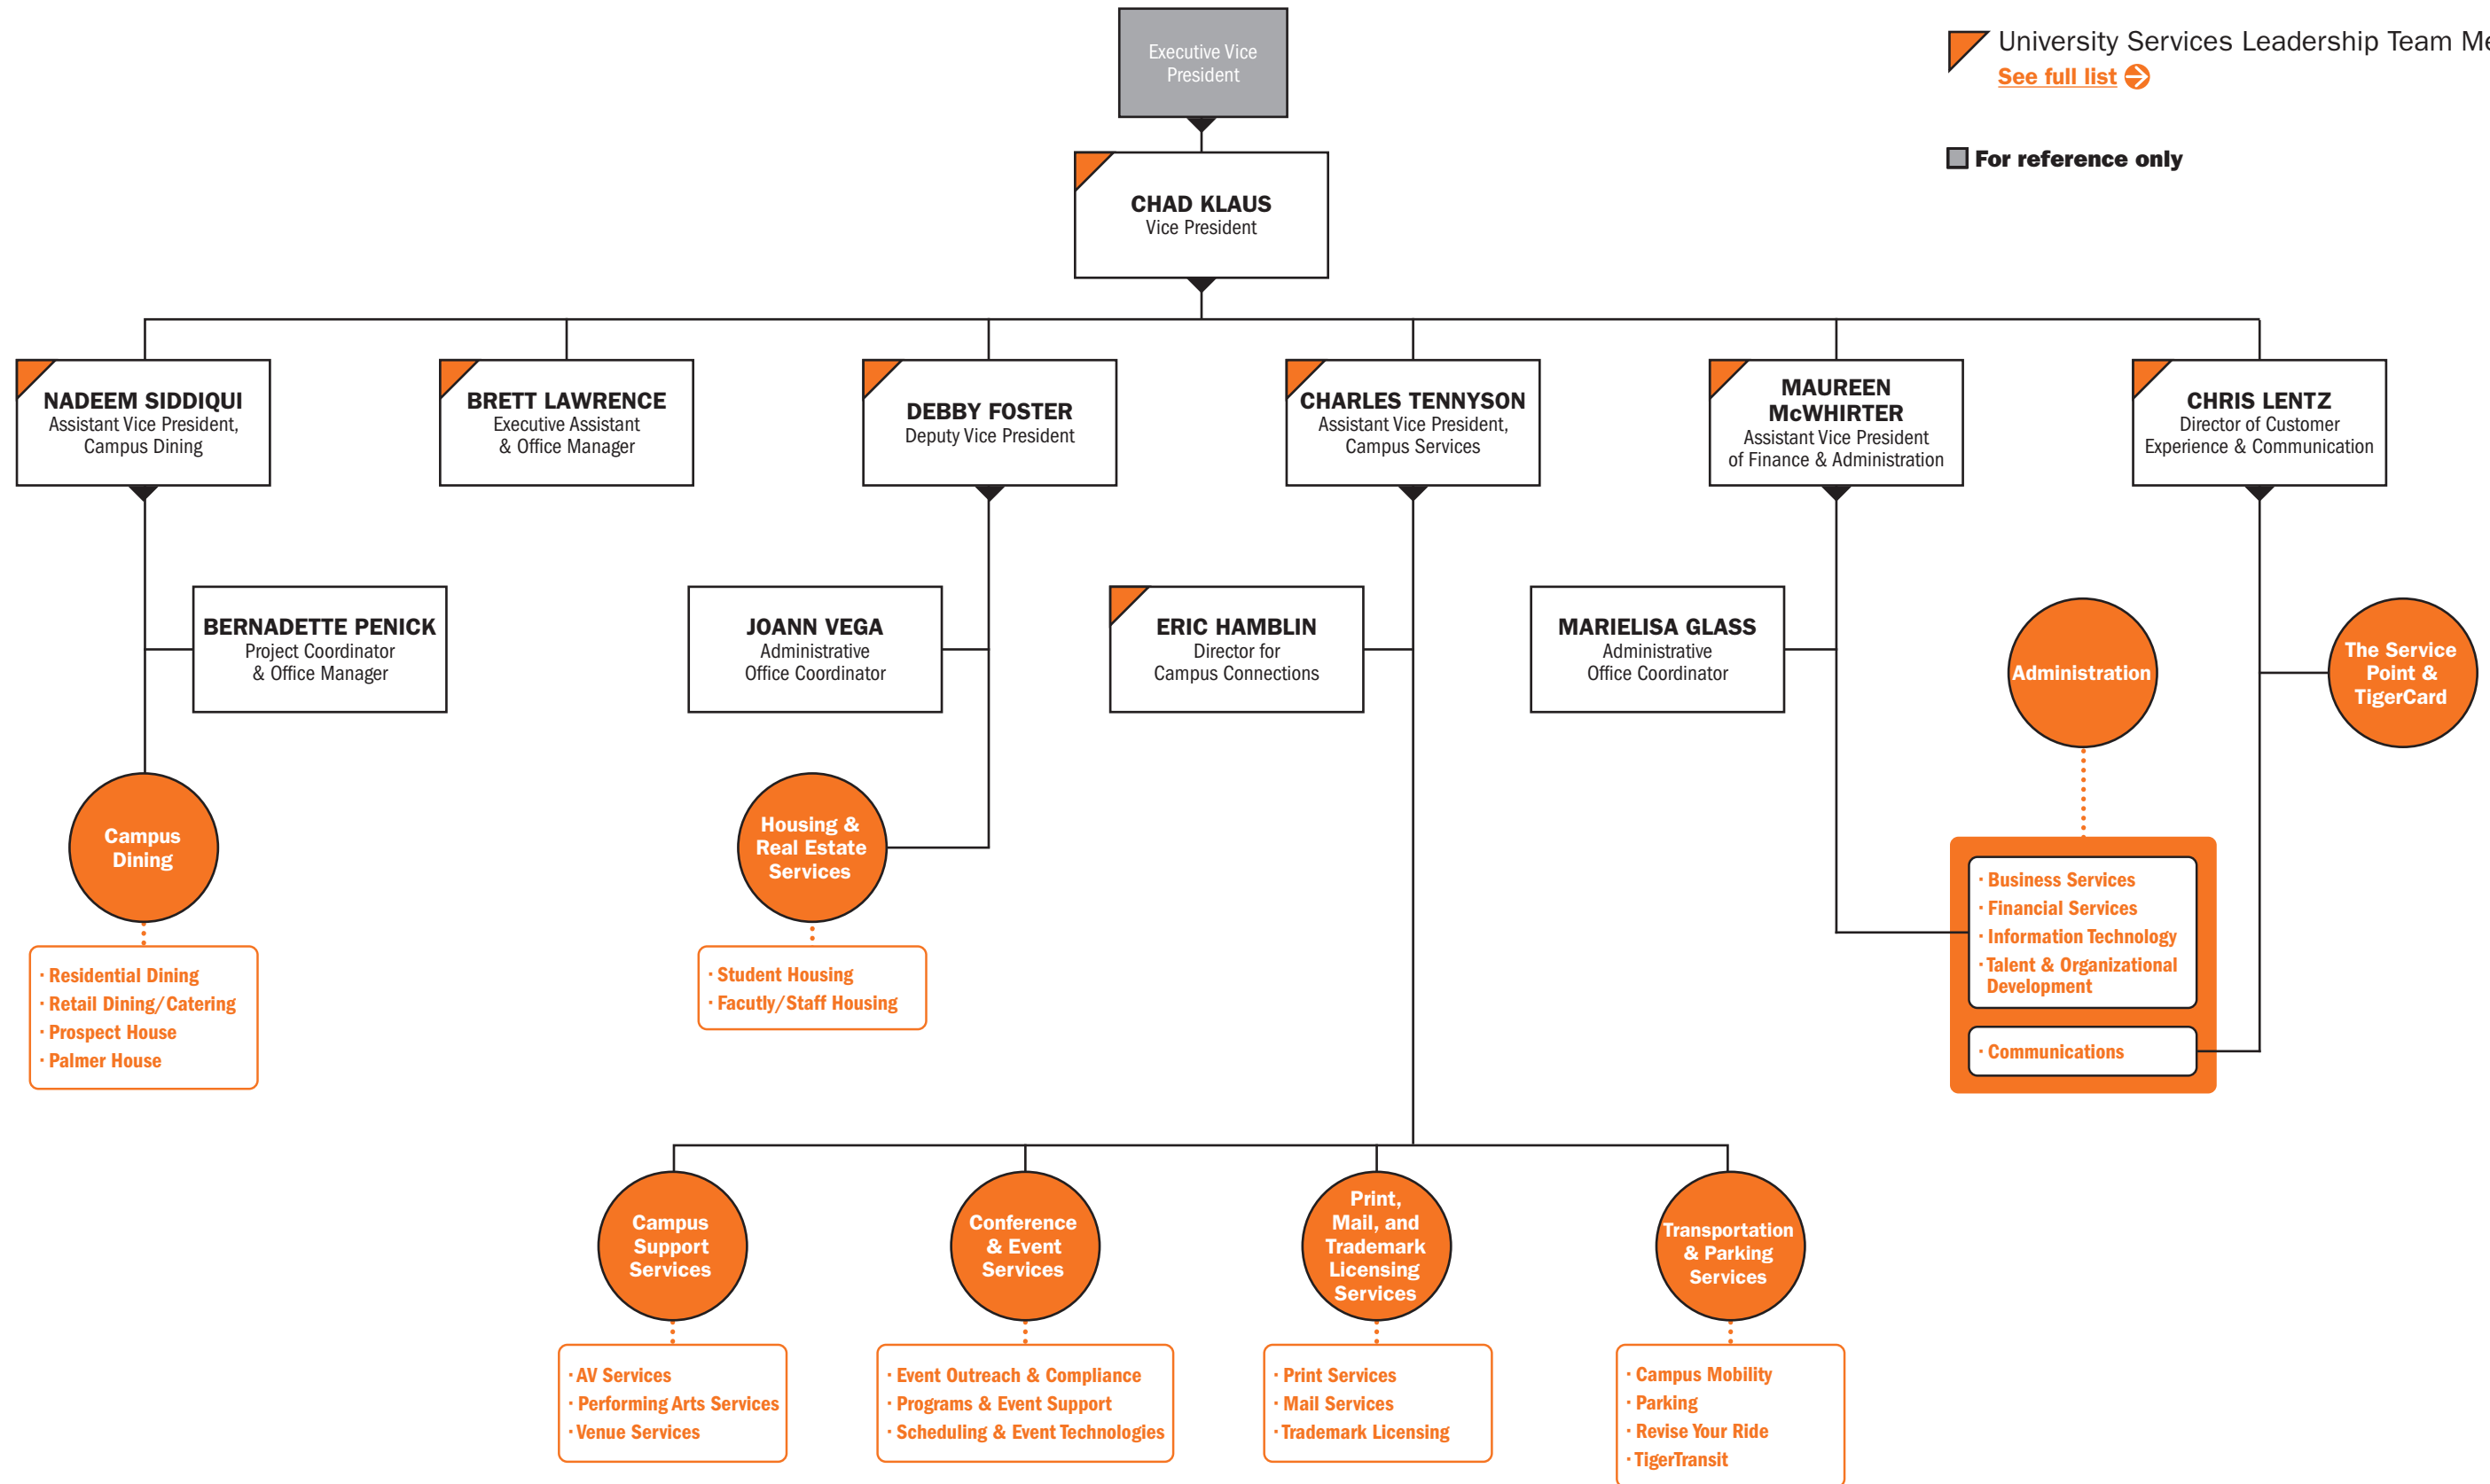 Executive Vice
President
University Services Leadership Team
See full list
For reference only
CHAD KLAUS
Vice President
NADEEM SIDDIQUI
Assistant Vice President,
Campus Dining
BRETT LAWRENCE
Executive Assistant
& Office Manager
DEBBY FOSTER
Deputy Vice President
CHARLES TENNYSON
Assistant Vice President,
Campus Services
MAUREEN
McWHIRTER
Assistant Vice President
of Finance & Administration
CHRIS LENTZ
Director of Customer
Experience & Communication
BERNADETTE PENICK
Project Coordinator
& Office Manager
JOANN VEGA
Administrative
Office Coordinator
ERIC HAMBLIN
Director for
Campus Connections
MARIELISA GLASS
Administrative
Office Coordinator
Administration
The Service
Point &
TigerCard
Campus
Dining
Housing &
Real Estate
Services
· Business Services
· Financial Services
· Information Technology
· Talent & Organizational
Development
· Communications
· Residential Dining
· Retail Dining/Catering
· Prospect House
· Palmer House
· Student Housing
· Facutly/Staff Housing
Campus
Support
Services
Conference
& Event
Services
Print,
Mail, and
Trademark
Licensing
Services
Transportation
& Parking
Services
· AV Services
· Performing Arts Services
· Venue Services
· Event Outreach & Compliance
· Programs & Event Support
· Scheduling & Event Technologies
· Print Services
· Mail Services
· Trademark Licensing
· Campus Mobility
· Parking
· Revise Your Ride
· TigerTransit